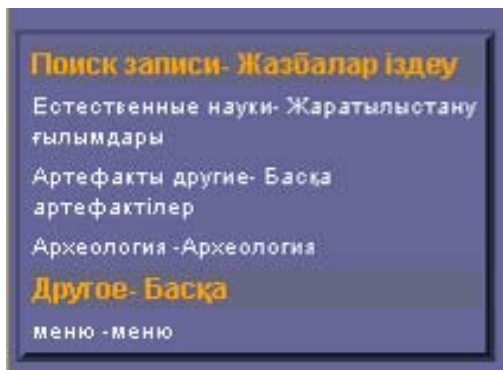 Поиск записи- Жазбалар іздеу
Естественные науки- Жаратылыстану
ғылымдары
Артефакты другие- Басқа
артефактілер
Археология -Археология
Другое- Басқа
меню -меню